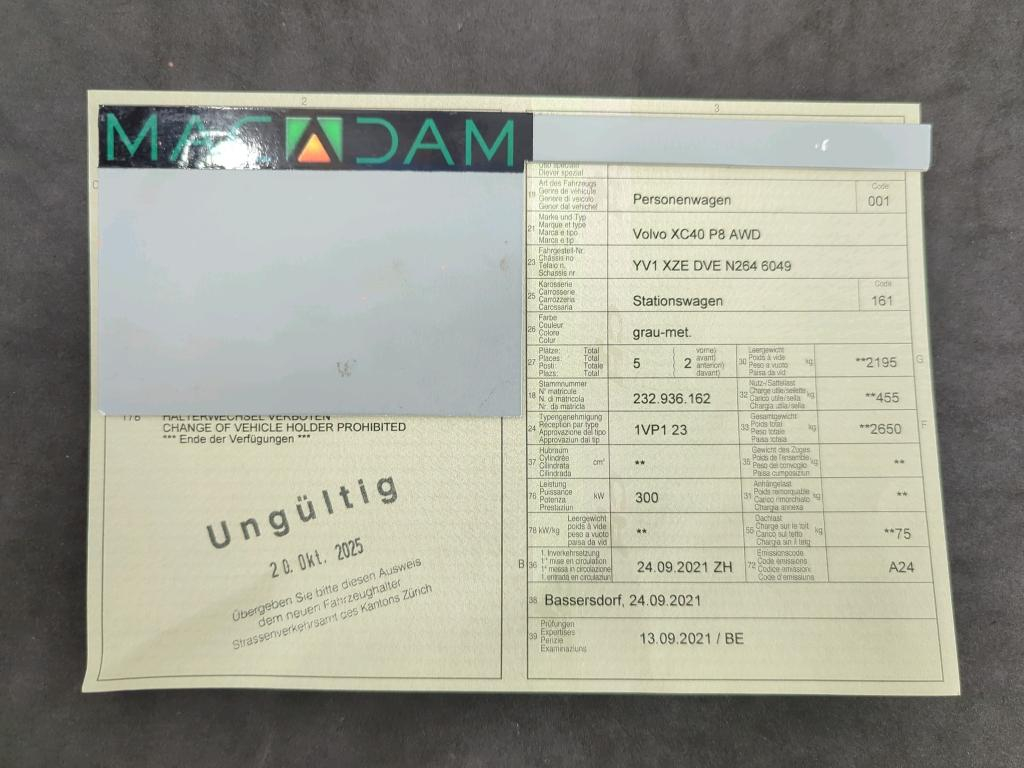 2
3
MACADAM
Diever spezial
C
19 Art des Fahrzeugs
Genre de véhicule
Genere di veicolo
Gener dal vehichel
Personenwagen
Code
001
21 Marke und Typ
Marque et type
Marca e tipo
Marca e tip
Volvo XC40 P8 AWD
23 Fahrgestell-Nr.
Châssis no
Telaio n.
Schassis nr
YV1 XZE DVE N264 6049
25 Karosserie
Carrosserie
Carrozzeria
Carossaria
Stationswagen
Code
161
26 Farbe
Couleur
Colore
Colur
grau-met.
27 Plätze: Total
Places: Total
Posti: Totale
Plazs: Total
5 { 2 vorne)
avant)
anteriori)
davant)
30 Leergewicht
Poids à vide
Peso a vuoto
Paisa da vid
kg
**2195
G
18 Stammnummer
N° matricule
N. di matricola
Nr. da matricla
232.936.162
32 Nutz-/Sattellast
Charge utile/sellette
Carico utile/sella
Chargia utila/sella
kg
**455
24 Typengenehmigung
Réception par type
Approvazione del tipo
Approvaziun dal tip
1VP1 23
33 Gesamtgewicht
Poids total
Peso totale
Paisa totala
kg
**2650
F
37 Hubraum
Cylindrée
Cilindrata
Cilindrada
cm³
**
35 Gewicht des Zuges
Poids de l'ensemble
Peso del convoglio
Paisa cumposiziun
kg
**
76 Leistung
Puissance
Potenza
Prestaziun
kW
300
31 Anhängelast
Poids remorquable
Carico rimorchiato
Chargia annexa
kg
**
78 kW/kg Leergewicht
poids à vide
peso a vuoto
paisa da vid
**
55 Dachlast
Charge sur le toit
Carico sul tetto
Chargia sin il tetg
kg
**75
B 36 1. Inverkehrsetzung
1re mise en circulation
1a messa in circolazione
1. entrada en circulaziun
24.09.2021 ZH
72 Emissionscode
Code émissions
Codice emissioni
Code d'emissiuns
A24
38 Bassersdorf, 24.09.2021
39 Prüfungen
Expertises
Perizie
Examinaziuns
13.09.2021 / BE
178 HALTERWECHSEL VERBOTEN
CHANGE OF VEHICLE HOLDER PROHIBITED
*** Ende der Verfügungen ***
Ungültig
20. Okt. 2025
Übergeben Sie bitte diesen Ausweis
dem neuen Fahrzeughalter
Strassenverkehrsamt des Kantons Zürich